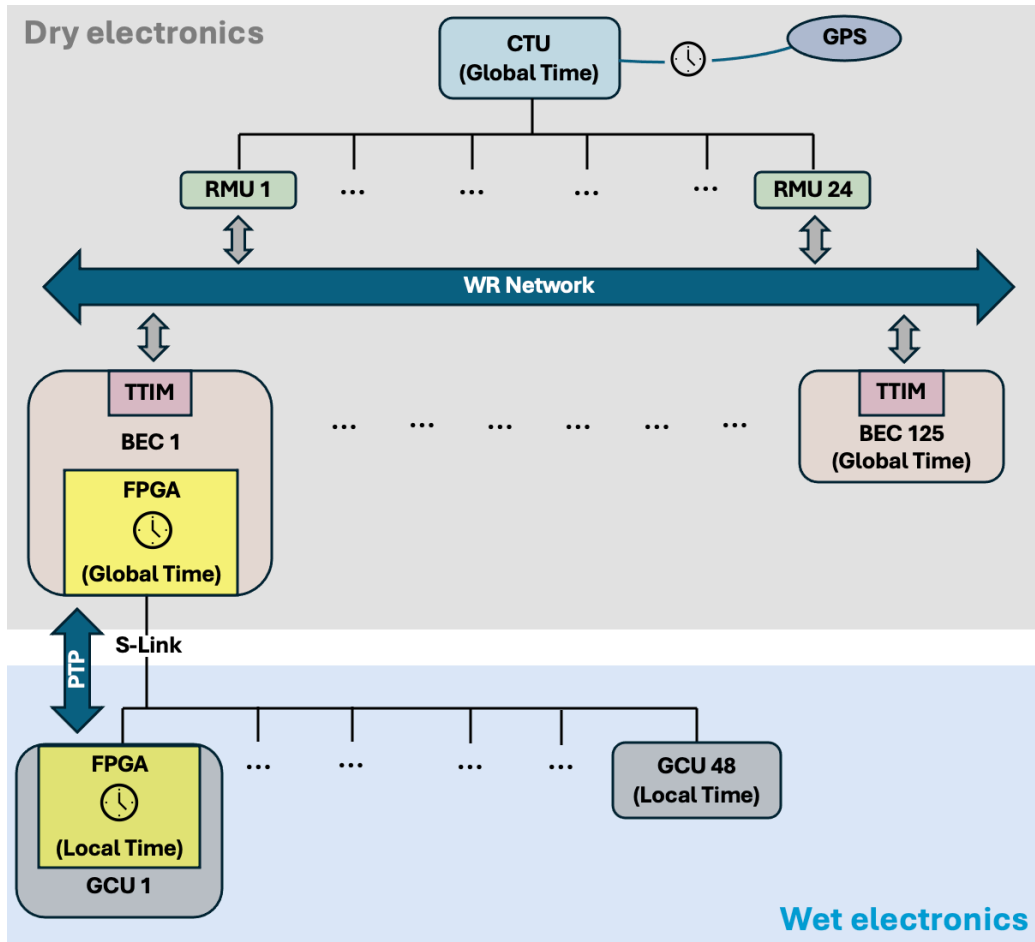 Dry electronics
CTU
(Global Time)
GPS
RMU 1
...
...
...
...
RMU 24
WR Network
TTIM
BEC 1
FPGA
(Global Time)
...
...
...
...
...
...
TTIM
BEC 125
(Global Time)
PTP
S-Link
FPGA
(Local Time)
GCU 1
...
...
...
...
GCU 48
(Local Time)
Wet electronics